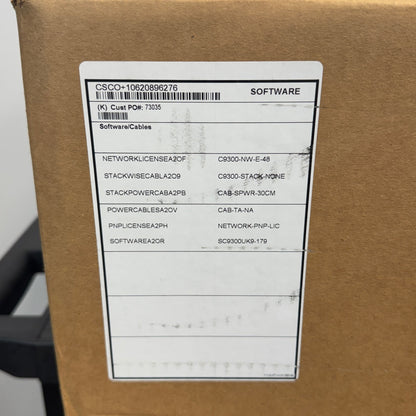 CSCO+10620896276 SOFTWARE
(K) Cust PO#: 73035
Software/Cables
NETWORKLICENSEA2OF C9300-NW-E-48
STACKWISECABLA2O9 C9300-STACK-NONE
STACKPOWERCABA2PB CAB-SPWR-30CM
POWERCABLESA2OV CAB-TA-NA
PNPLICENSEA2PH NETWORK-PNP-LIC
SOFTWAREA2OR SC9300UK9-179